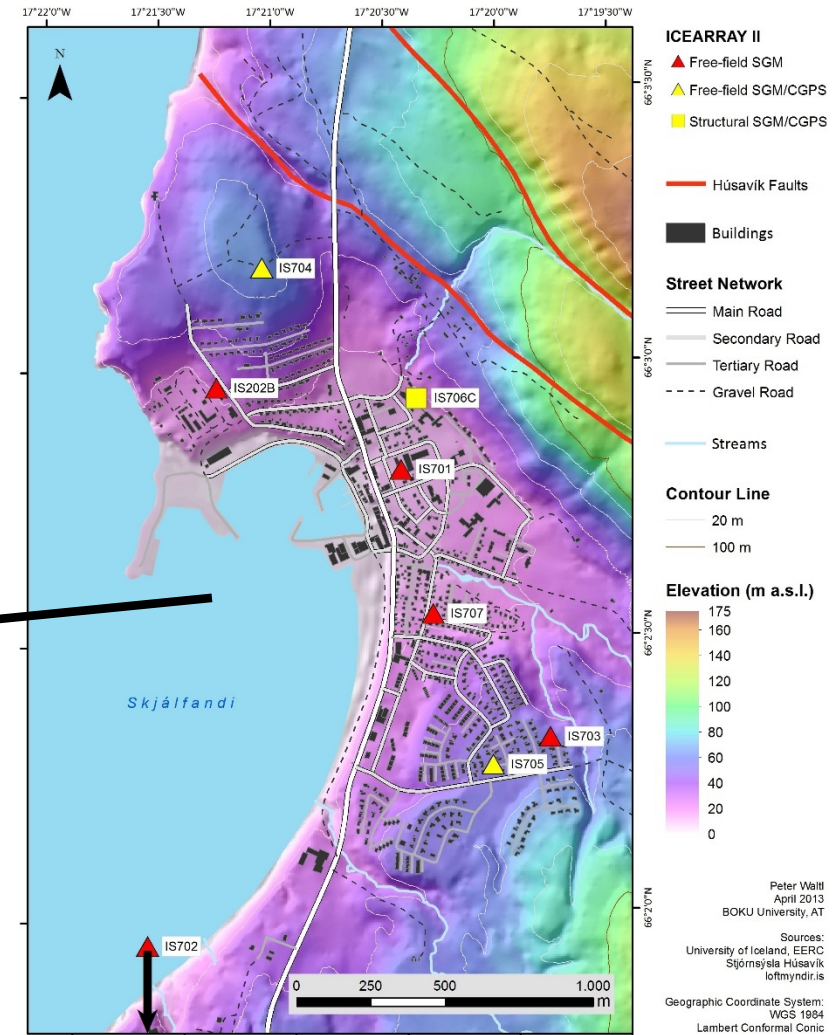 17°22'0"W
17°21'30"W
17°21'0"W
17°20'30"W
17°20'0"W
17°19'30"W
N
66°3'30"N
66°3'0"N
66°2'30"N
66°2'0"N
IS704
IS202B
IS706C
IS701
IS707
IS703
IS705
IS702
Skjálfandi
0 250 500 1.000
m
ICEARRAY II
Free-field SGM
Free-field SGM/CGPS
Structural SGM/CGPS
Húsavík Faults
Buildings
Street Network
Main Road
Secondary Road
Tertiary Road
Gravel Road
Streams
Contour Line
20 m
100 m
Elevation (m a.s.l.)
175
160
140
120
100
80
60
40
20
0
Peter Waltl
April 2013
BOKU University, AT
Sources:
University of Iceland, EERC
Stjórnsýsla Húsavík
loftmyndir.is
Geographic Coordinate System:
WGS 1984
Lambert Conformal Conic